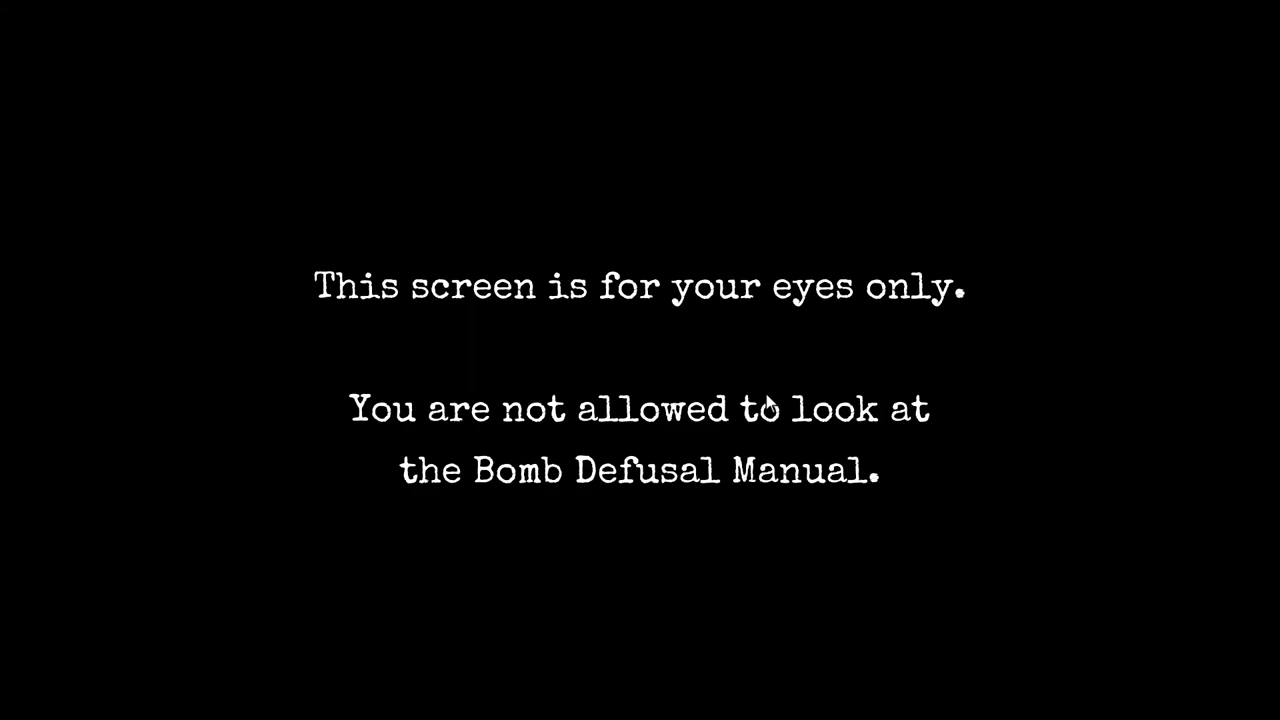 This screen is for your eyes only.
You are not allowed to look at
the Bomb Defusal Manual.